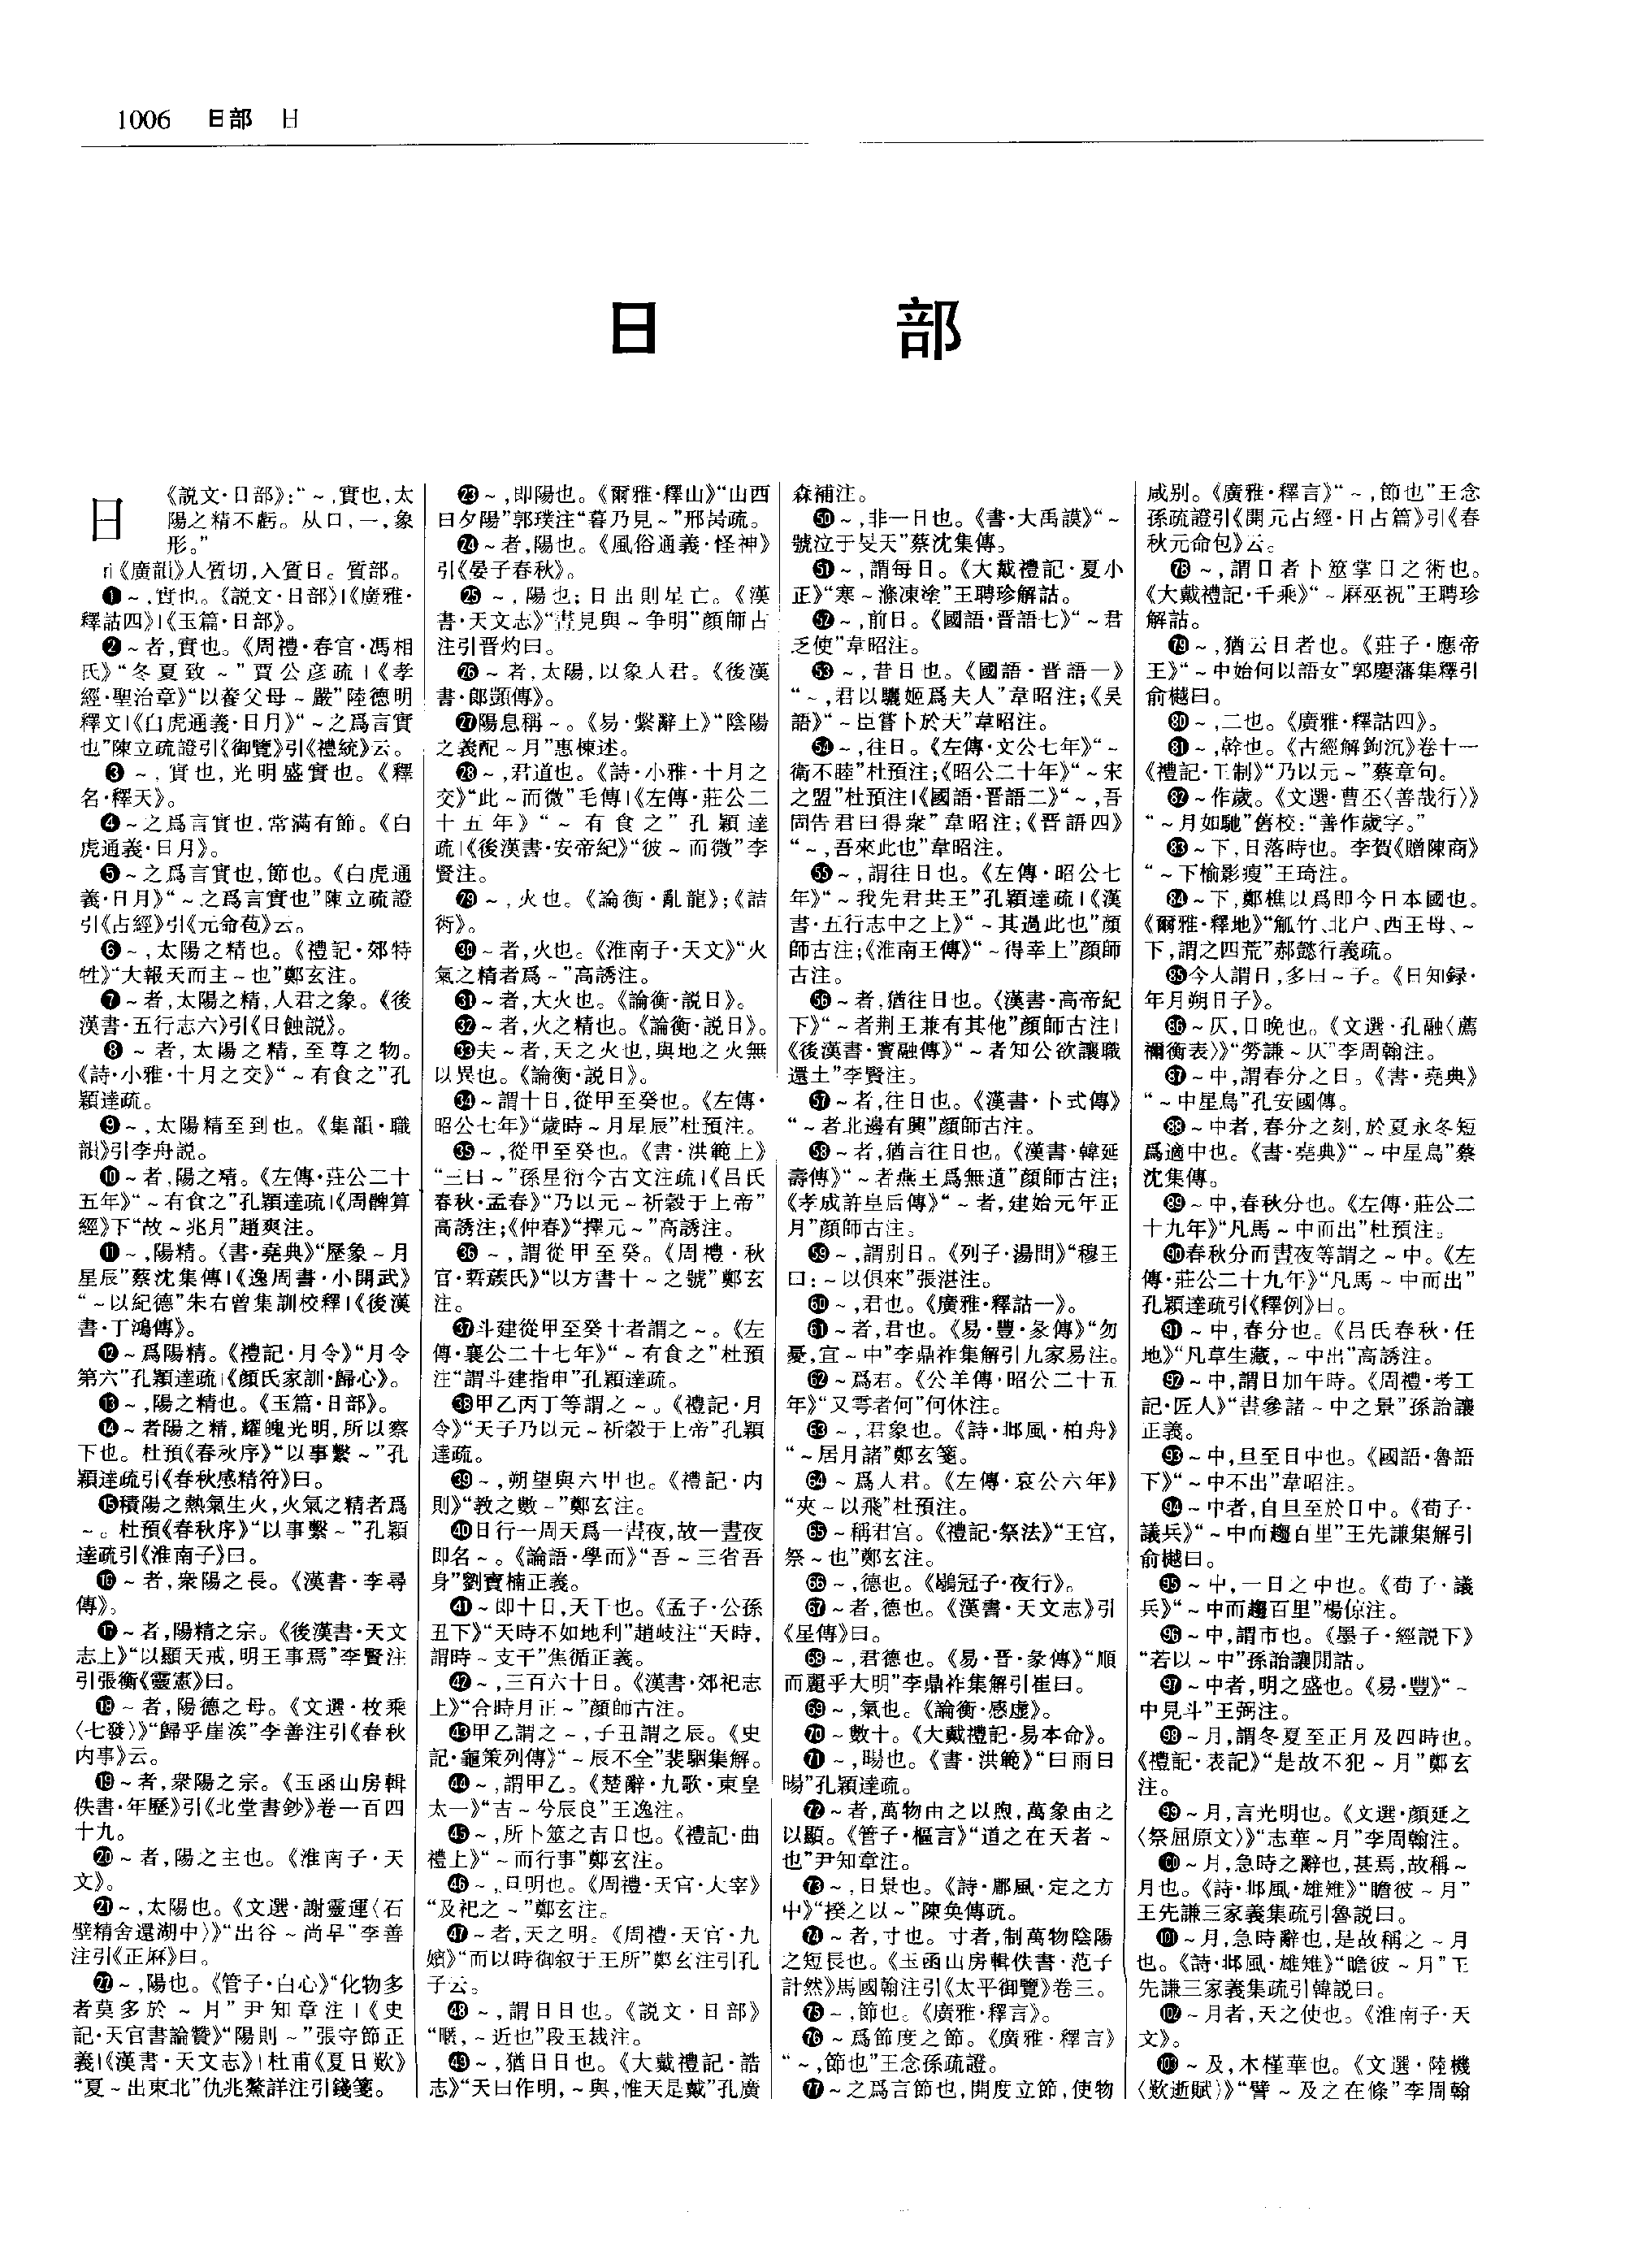 1006 日部 日
日 部
日
《説文·日部》:“～,實也,太
陽之精不虧。从口,一,象
形。”
rì《廣韻》人質切,入質日。質部。
❶～,實也。《説文·日部》|《廣雅·
釋詁四》|《玉篇·日部》。
❷～者,實也。《周禮·春官·馮相
氏》“冬夏致～”賈公彦疏|《孝
經·聖治章》“以養父母～嚴”陸德明
釋文|《白虎通義·日月》“～之爲言實
也”陳立疏證引《御覽》引《禮統》云。
❸～,實也,光明盛實也。《釋
名·釋天》。
❹～之爲言實也,常滿有節。《白
虎通義·日月》。
❺～之爲言實也,節也。《白虎通
義·日月》“～之爲言實也”陳立疏證
引《占經》引《元命苞》云。
❻～,太陽之精也。《禮記·郊特
牲》“大報天而主～也”鄭玄注。
❼～者,太陽之精,人君之象。《後
漢書·五行志六》引《日蝕説》。
❽～者,太陽之精,至尊之物。
《詩·小雅·十月之交》“～有食之”孔
穎達疏。
❾～,太陽精至到也。《集韻·職
韻》引李舟説。
❿～者,陽之精。《左傳·莊公二十
五年》“～有食之”孔穎達疏|《周髀算
經》下“故～兆月”趙爽注。
⓫～,陽精。《書·堯典》“歷象～月
星辰”蔡沈集傳|《逸周書·小開武》
“～以紀德”朱右曾集訓校釋|《後漢
書·丁鴻傳》。
⓬～爲陽精。《禮記·月令》“月令
第六”孔穎達疏|《顔氏家訓·歸心》。
⓭～,陽之精也。《玉篇·日部》。
⓮～者陽之精,耀魄光明,所以察
下也。杜預《春秋序》“以事繫～”孔
穎達疏引《春秋感精符》曰。
⓯積陽之熱氣生火,火氣之精者爲
～。杜預《春秋序》“以事繫～”孔穎
達疏引《淮南子》曰。
⓰～者,衆陽之長。《漢書·李尋
傳》。
⓱～者,陽精之宗。《後漢書·天文
志上》“以顯天戒,明王事焉”李賢注
引張衡《靈憲》曰。
⓲～者,陽德之母。《文選·枚乘
〈七發〉》“歸乎崖涘”李善注引《春秋
内事》云。
⓳～者,衆陽之宗。《玉函山房輯
佚書·年歷》引《北堂書鈔》卷一百四
十九。
⓴～者,陽之主也。《淮南子·天
文》。
㉑～,太陽也。《文選·謝靈運〈石
壁精舍還湖中〉》“出谷～尚早”李善
注引《正厤》曰。
㉒～,陽也。《管子·白心》“化物多
者莫多於～月”尹知章注|《史
記·天官書論贊》“陽則～”張守節正
義|《漢書·天文志》|杜甫《夏日歎》
“夏～出東北”仇兆鰲詳注引錢箋。
㉓～,即陽也。《爾雅·釋山》“山西
曰夕陽”郭璞注“暮乃見～”邢昺疏。
㉔～者,陽也。《風俗通義·怪神》
引《晏子春秋》。
㉕～,陽也;日出則星亡。《漢
書·天文志》“晝見與～争明”顔師古
注引晋灼曰。
㉖～者,太陽,以象人君。《後漢
書·郎顗傳》。
㉗陽息稱～。《易·繫辭上》“陰陽
之義配～月”惠棟述。
㉘～,君道也。《詩·小雅·十月之
交》“此～而微”毛傳|《左傳·莊公二
十五年》“～有食之”孔穎達
疏|《後漢書·安帝紀》“彼～而微”李
賢注。
㉙～,火也。《論衡·亂龍》;《詰
術》。
㉚～者,火也。《淮南子·天文》“火
氣之精者爲～”高誘注。
㉛～者,大火也。《論衡·説日》。
㉜～者,火之精也。《論衡·説日》。
㉝夫～者,天之火也,與地之火無
以異也。《論衡·説日》。
㉞～謂十日,從甲至癸也。《左傳·
昭公七年》“歲時～月星辰”杜預注。
㉟～,從甲至癸也。《書·洪範上》
“三曰～”孫星衍今古文注疏|《吕氏
春秋·孟春》“乃以元～祈穀于上帝”
高誘注;《仲春》“擇元～”高誘注。
㊱～,謂從甲至癸。《周禮·秋
官·硩蔟氏》“以方書十～之號”鄭玄
注。
㊲斗建從甲至癸十者謂之～。《左
傳·襄公二十七年》“～有食之”杜預
注“謂斗建指申”孔穎達疏。
㊳甲乙丙丁等謂之～。《禮記·月
令》“天子乃以元～祈穀于上帝”孔穎
達疏。
㊴～,朔望與六甲也。《禮記·内
則》“教之數～”鄭玄注。
㊵日行一周天爲一晝夜,故一晝夜
即名～。《論語·學而》“吾～三省吾
身”劉寶楠正義。
㊶～即十日,天干也。《孟子·公孫
丑下》“天時不如地利”趙岐注“天時,
謂時～支干”焦循正義。
㊷～,三百六十日。《漢書·郊祀志
上》“合時月正～”顔師古注。
㊸甲乙謂之～,子丑謂之辰。《史
記·龜策列傳》“～辰不全”裴駰集解。
㊹～,謂甲乙。《楚辭·九歌·東皇
太一》“吉～兮辰良”王逸注。
㊺～,所卜筮之吉日也。《禮記·曲
禮上》“～而行事”鄭玄注。
㊻～,旦明也。《周禮·天官·大宰》
“及祀之～”鄭玄注。
㊼～者,天之明。《周禮·天官·九
嬪》“而以時御叙于王所”鄭玄注引孔
子云。
㊽～,謂日日也。《説文·日部》
“暱,～近也”段玉裁注。
㊾～,猶日日也。《大戴禮記·誥
志》“天曰作明,～與,惟天是戴”孔廣
森補注。
㊿～,非一日也。《書·大禹謨》“～
號泣于旻天”蔡沈集傳。
51～,謂每日。《大戴禮記·夏小
正》“寒～滌凍塗”王聘珍解詁。
52～,前日。《國語·晋語七》“～君
乏使”韋昭注。
53～,昔日也。《國語·晋語一》
“～,君以驪姬爲夫人”韋昭注;《吴
語》“～臣嘗卜於天”韋昭注。
54～,往日。《左傳·文公七年》“～
衛不睦”杜預注;《昭公二十年》“～宋
之盟”杜預注|《國語·晋語二》“～,吾
固告君曰得衆”韋昭注;《晋語四》
“～,吾來此也”韋昭注。
55～,謂往日也。《左傳·昭公七
年》“～我先君共王”孔穎達疏|《漢
書·五行志中之上》“～其過此也”顔
師古注;《淮南王傳》“～得幸上”顔師
古注。
56～者,猶往日也。《漢書·高帝紀
下》“～者荆王兼有其他”顔師古注|
《後漢書·竇融傳》“～者知公欲讓職
還土”李賢注。
57～者,往日也。《漢書·卜式傳》
“～者北邊有興”顔師古注。
58～者,猶言往日也。《漢書·韓延
壽傳》“～者燕王爲無道”顔師古注;
《孝成許皇后傳》“～者,建始元年正
月”顔師古注。
59～,謂别日。《列子·湯問》“穆王
曰:～以俱來”張湛注。
60～,君也。《廣雅·釋詁一》。
61～者,君也。《易·豐·彖傳》“勿
憂,宜～中”李鼎祚集解引九家易注。
62～爲君。《公羊傳·昭公二十五
年》“又雩者何”何休注。
63～,君象也。《詩·邶風·柏舟》
“～居月諸”鄭玄箋。
64～爲人君。《左傳·哀公六年》
“夾～以飛”杜預注。
65～稱君宫。《禮記·祭法》“王宫,
祭～也”鄭玄注。
66～,德也。《鶡冠子·夜行》。
67～者,德也。《漢書·天文志》引
《星傳》曰。
68～,君德也。《易·晋·彖傳》“順
而麗乎大明”李鼎祚集解引崔曰。
69～,氣也。《論衡·感虚》。
70～數十。《大戴禮記·易本命》。
71～,暘也。《書·洪範》“曰雨曰
暘”孔穎達疏。
72～者,萬物由之以煦,萬象由之
以顯。《管子·樞言》“道之在天者～
也”尹知章注。
73～,日景也。《詩·鄘風·定之方
中》“揆之以～”陳奂傳疏。
74～者,寸也。寸者,制萬物陰陽
之短長也。《玉函山房輯佚書·范子
計然》馬國翰注引《太平御覽》卷三。
75～,節也。《廣雅·釋言》。
76～爲節度之節。《廣雅·釋言》
“～,節也”王念孫疏證。
77～之爲言節也,開度立節,使物
咸别。《廣雅·釋言》“～,節也”王念
孫疏證引《開元占經·日占篇》引《春
秋元命包》云。
78～,謂日者卜筮掌日之術也。
《大戴禮記·千乘》“～厤巫祝”王聘珍
解詁。
79～,猶云日者也。《莊子·應帝
王》“～中始何以語女”郭慶藩集釋引
俞樾曰。
80～,二也。《廣雅·釋詁四》。
81～,幹也。《古經解鉤沉》卷十一
《禮記·王制》“乃以元～”蔡章句。
82～作歲。《文選·曹丕〈善哉行〉》
“～月如馳”舊校:“善作歲字。”
83～下,日落時也。李賀《贈陳商》
“～下榆影瘦”王琦注。
84～下,鄭樵以爲即今日本國也。
《爾雅·釋地》“觚竹、北户、西王母、～
下,謂之四荒”郝懿行義疏。
85今人謂日,多曰～子。《日知録·
年月朔日子》。
86～仄,日晚也。《文選·孔融〈薦
禰衡表〉》“勞謙～仄”李周翰注。
87～中,謂春分之日。《書·堯典》
“～中星鳥”孔安國傳。
88～中者,春分之刻,於夏永冬短
爲適中也。《書·堯典》“～中星鳥”蔡
沈集傳。
89～中,春秋分也。《左傳·莊公二
十九年》“凡馬～中而出”杜預注。
90春秋分而晝夜等謂之～中。《左
傳·莊公二十九年》“凡馬～中而出”
孔穎達疏引《釋例》曰。
91～中,春分也。《吕氏春秋·任
地》“凡草生藏,～中出”高誘注。
92～中,謂日加午時。《周禮·考工
記·匠人》“晝參諸～中之景”孫詒讓
正義。
93～中,旦至日中也。《國語·魯語
下》“～中不出”韋昭注。
94～中者,自旦至於日中。《荀子·
議兵》“～中而趨百里”王先謙集解引
俞樾曰。
95～中,一日之中也。《荀子·議
兵》“～中而趨百里”楊倞注。
96～中,謂市也。《墨子·經説下》
“若以～中”孫詒讓閒詁。
97～中者,明之盛也。《易·豐》“～
中見斗”王弼注。
98～月,謂冬夏至正月及四時也。
《禮記·表記》“是故不犯～月”鄭玄
注。
99～月,言光明也。《文選·顔延之
〈祭屈原文〉》“志華～月”李周翰注。
100～月,急時之辭也,甚焉,故稱～
月也。《詩·邶風·雄雉》“瞻彼～月”
王先謙三家義集疏引魯説曰。
101～月,急時辭也,是故稱之～月
也。《詩·邶風·雄雉》“瞻彼～月”王
先謙三家義集疏引韓説曰。
102～月者,天之使也。《淮南子·天
文》。
103～及,木槿華也。《文選·陸機
〈歎逝賦〉》“譬～及之在條”李周翰